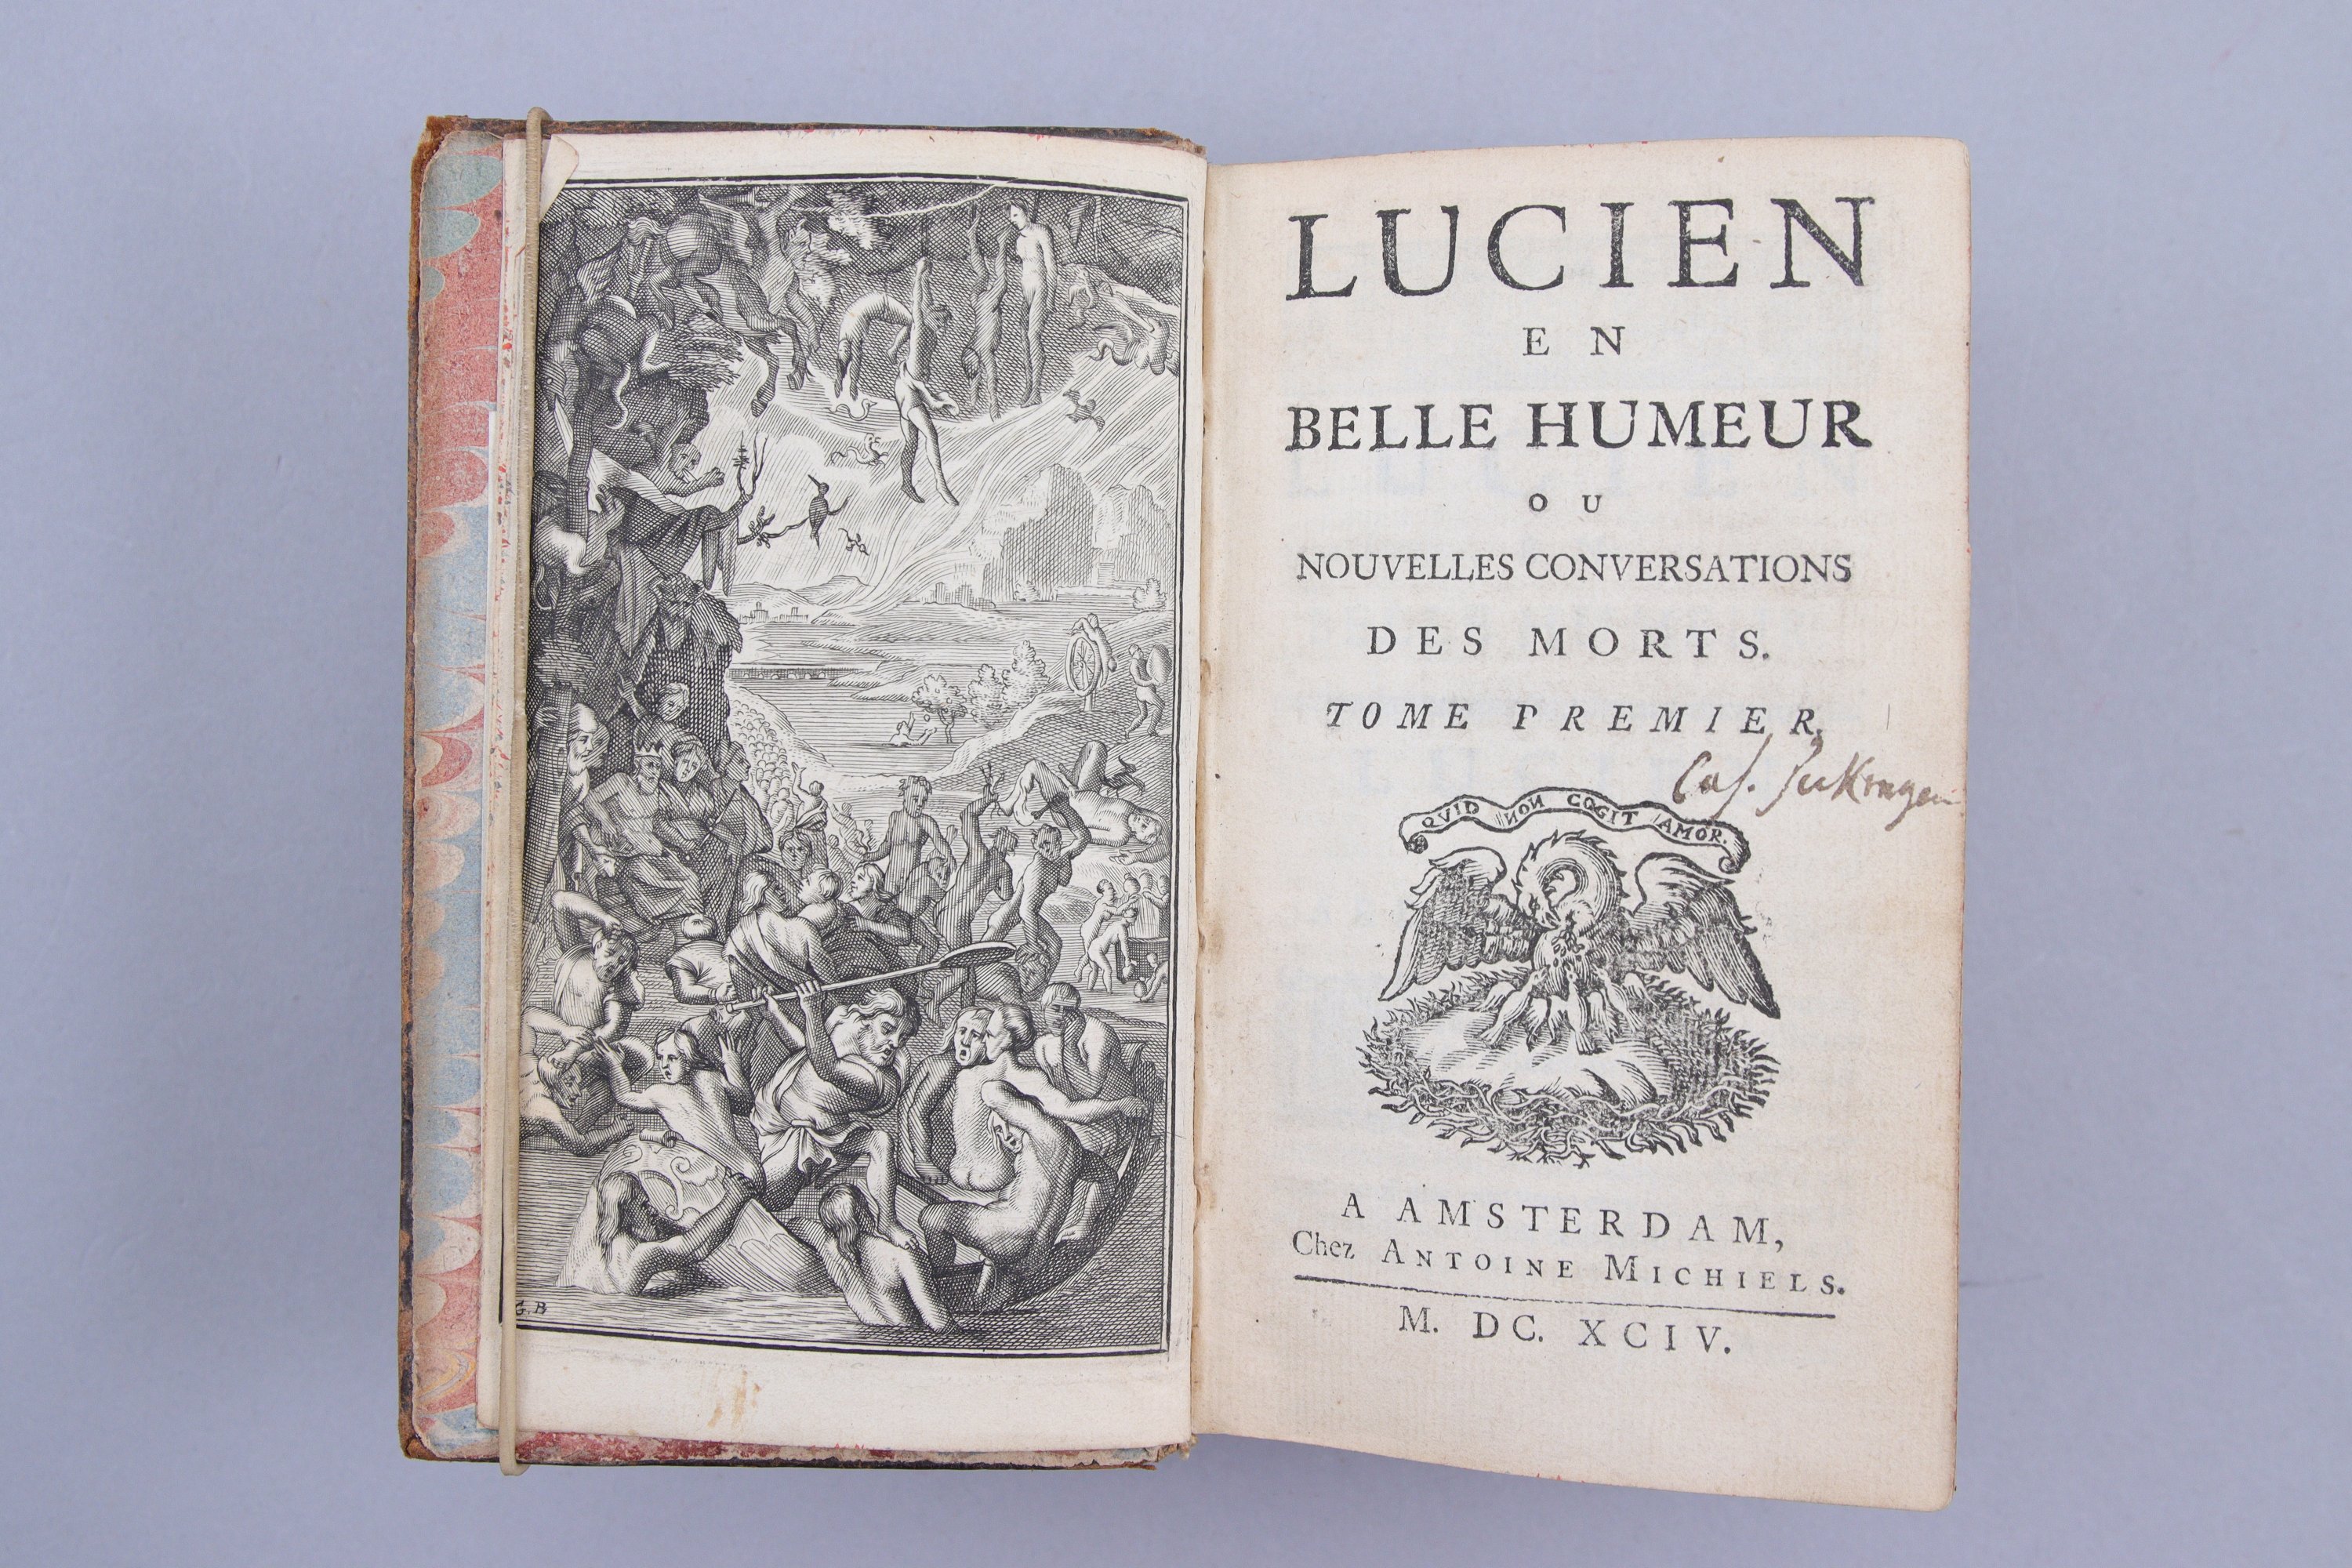 G. B
LUCIEN
EN
BELLE HUMEUR
OU
NOUVELLES CONVERSATIONS
DES MORTS.
TOME PREMIER.
QVID NON COGIT AMOR.
A AMSTERDAM,
Chez ANTOINE MICHIELS.
M. DC. XCIV.